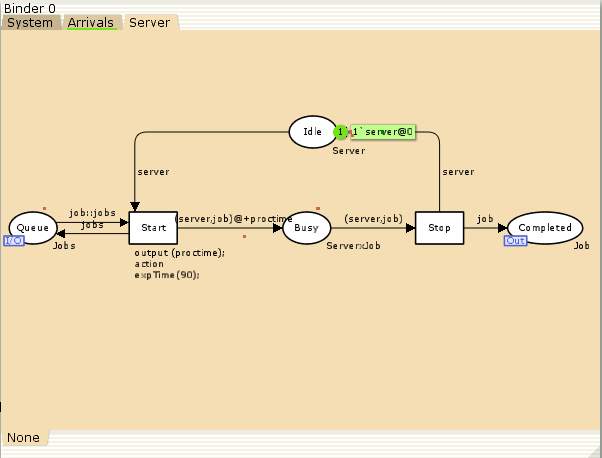 Binder 0
System Arrivals Server
Idle 1 1`server@0
Server
server server
job::jobs
(server,job)@+proctime (server,job) job
jobs
Queue Start Busy Stop Completed
I/O Out
Jobs Server×Job Job
output (proctime);
action
expTime(90);
None